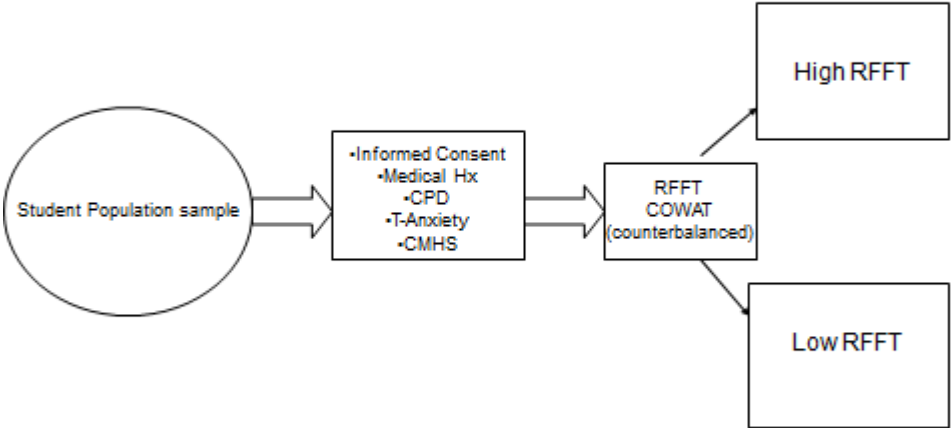 Student Population sample
▪Informed Consent
▪Medical Hx
▪CPD
▪T-Anxiety
▪CMHS
RFFT
COWAT
(counterbalanced)
High RFFT
Low RFFT